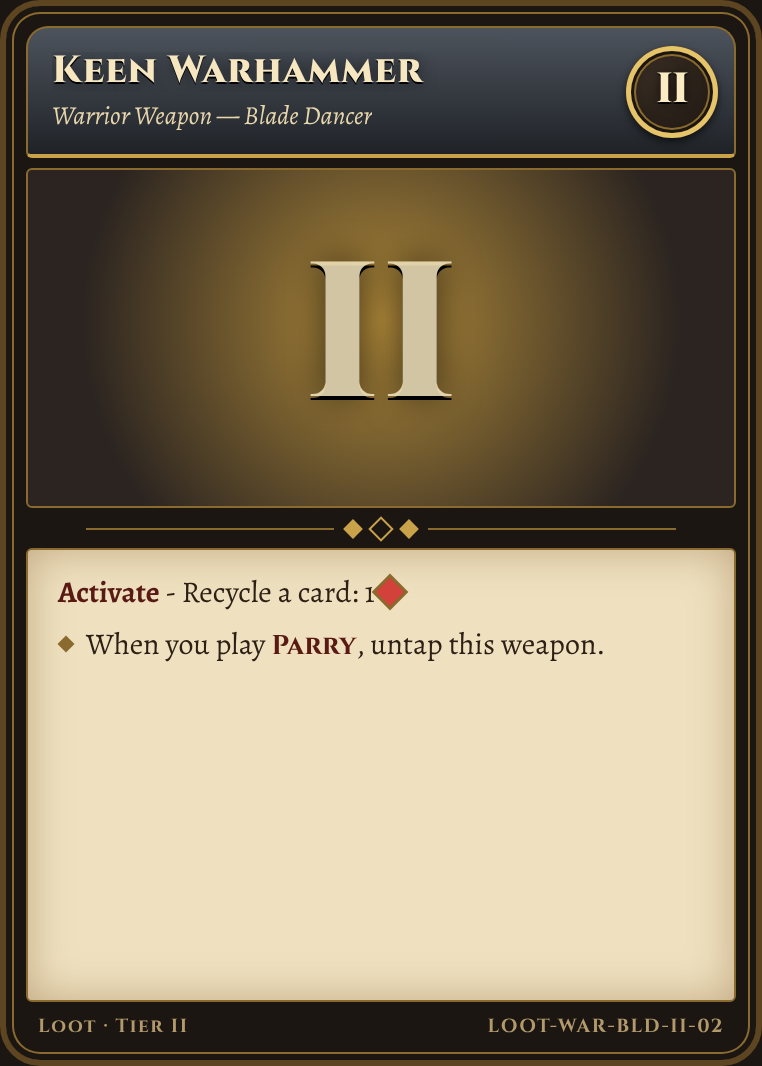 Keen Warhammer
Warrior Weapon — Blade Dancer
II
II
Activate - Recycle a card: 1
When you play Parry, untap this weapon.
Loot · Tier II
LOOT-WAR-BLD-II-02